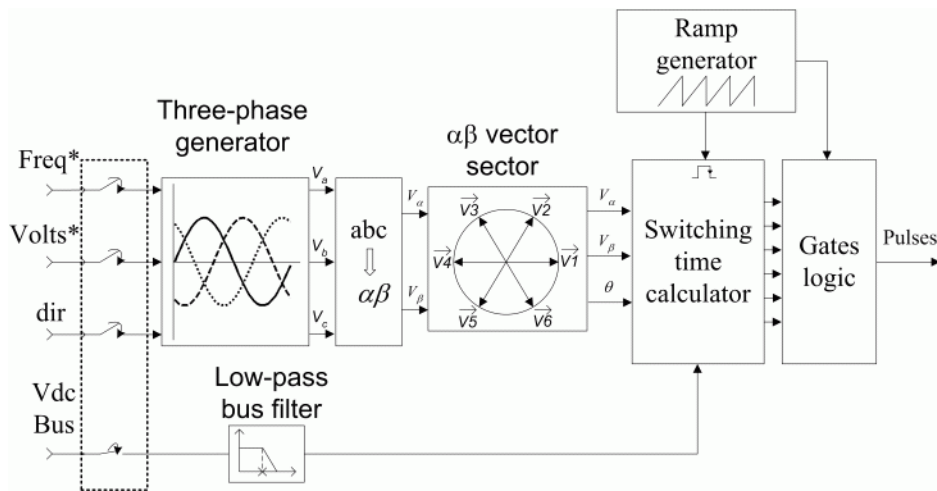 Ramp
generator
Three-phase
generator
αβ vector
sector
Freq*
Volts*
dir
Vdc
Bus
Va
Vb
Vc
abc
⇓
αβ
Vα
Vβ
V3
V2
V4
V1
V5
V6
Vα
Vβ
θ
Switching
time
calculator
Gates
logic
Pulses
Low-pass
bus filter